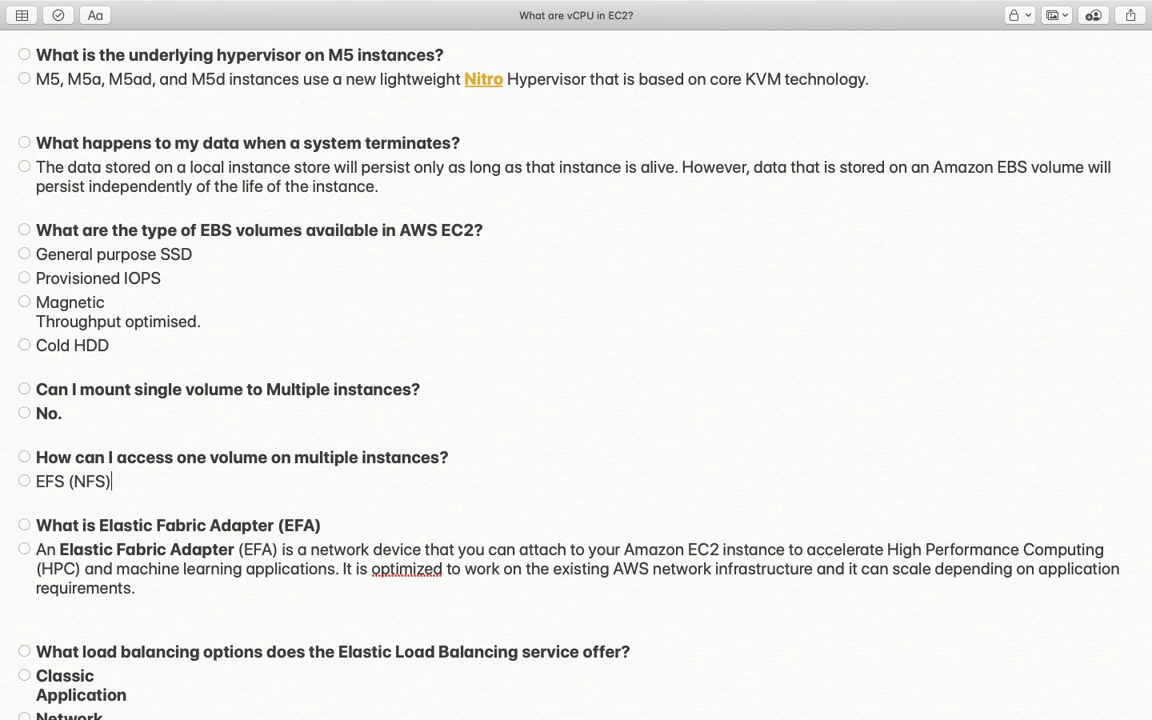 What are vCPU in EC2?
Aa
What is the underlying hypervisor on M5 instances?
M5, M5a, M5ad, and M5d instances use a new lightweight Nitro Hypervisor that is based on core KVM technology.
What happens to my data when a system terminates?
The data stored on a local instance store will persist only as long as that instance is alive. However, data that is stored on an Amazon EBS volume will
persist independently of the life of the instance.
What are the type of EBS volumes available in AWS EC2?
General purpose SSD
Provisioned IOPS
Magnetic
Throughput optimised.
Cold HDD
Can I mount single volume to Multiple instances?
No.
How can I access one volume on multiple instances?
EFS (NFS)
What is Elastic Fabric Adapter (EFA)
An Elastic Fabric Adapter (EFA) is a network device that you can attach to your Amazon EC2 instance to accelerate High Performance Computing
(HPC) and machine learning applications. It is optimized to work on the existing AWS network infrastructure and it can scale depending on application
requirements.
What load balancing options does the Elastic Load Balancing service offer?
Classic
Application
Network